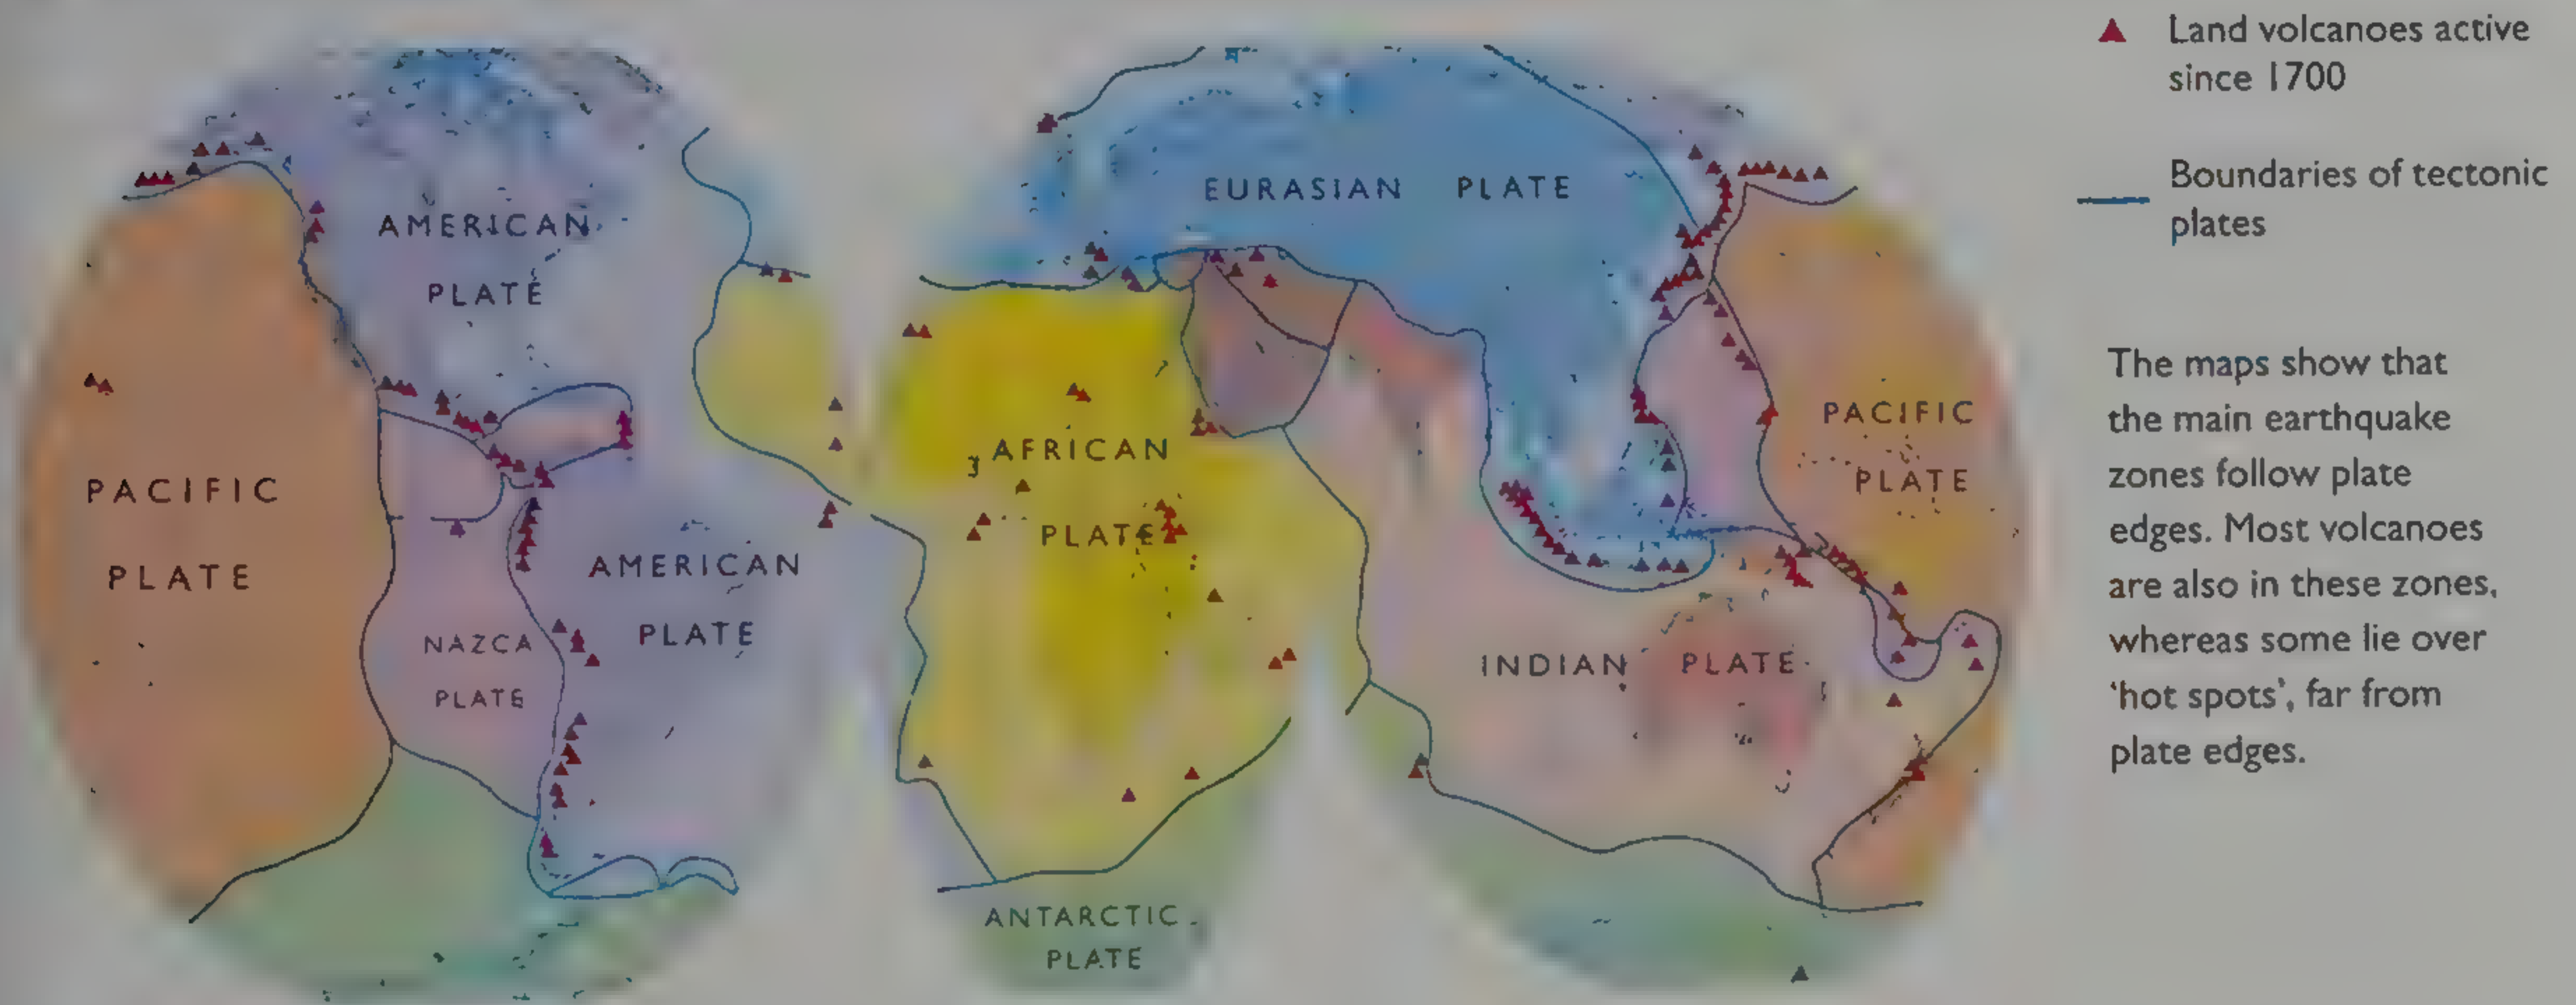 AMERICAN
PLATE
PACIFIC
PLATE
NAZCA
PLATE
AMERICAN
PLATE
EURASIAN PLATE
AFRICAN
PLATE
ANTARCTIC
PLATE
INDIAN PLATE
PACIFIC
PLATE
Land volcanoes active
since 1700
Boundaries of tectonic
plates
The maps show that
the main earthquake
zones follow plate
edges. Most volcanoes
are also in these zones,
whereas some lie over
‘hot spots’, far from
plate edges.